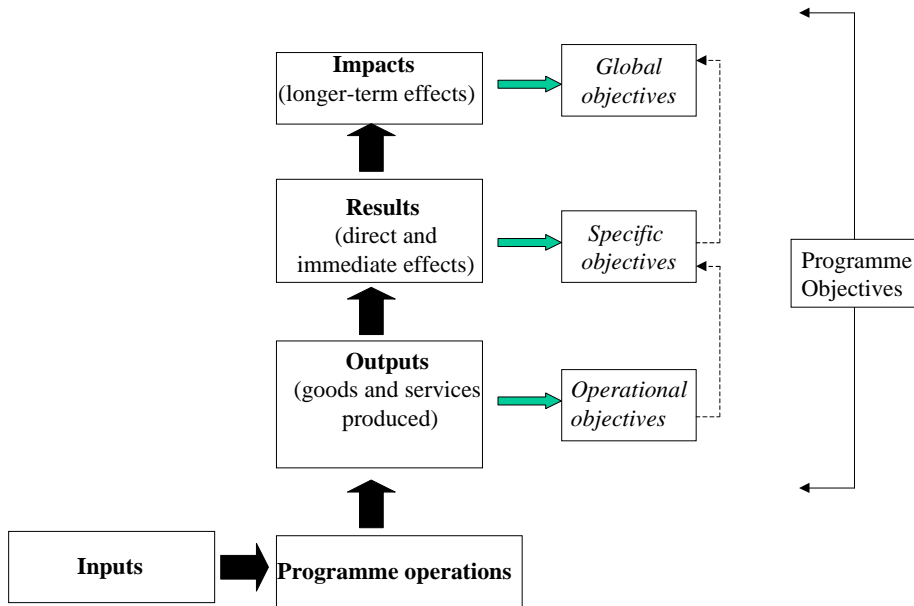 Impacts
(longer-term effects)
Global
objectives
Results
(direct and
immediate effects)
Specific
objectives
Programme
Objectives
Outputs
(goods and services
produced)
Operational
objectives
Inputs
Programme operations